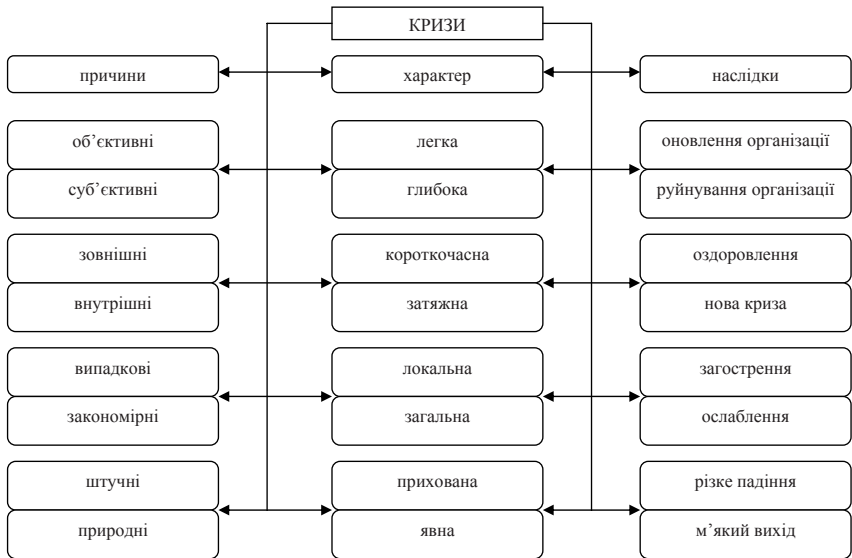 КРИЗИ
причини
характер
наслідки
об’єктивні
легка
оновлення організації
суб’єктивні
глибока
руйнування організації
зовнішні
короткочасна
оздоровлення
внутрішні
затяжна
нова криза
випадкові
локальна
загострення
закономірні
загальна
ослаблення
штучні
прихована
різке падіння
природні
явна
м’який вихід